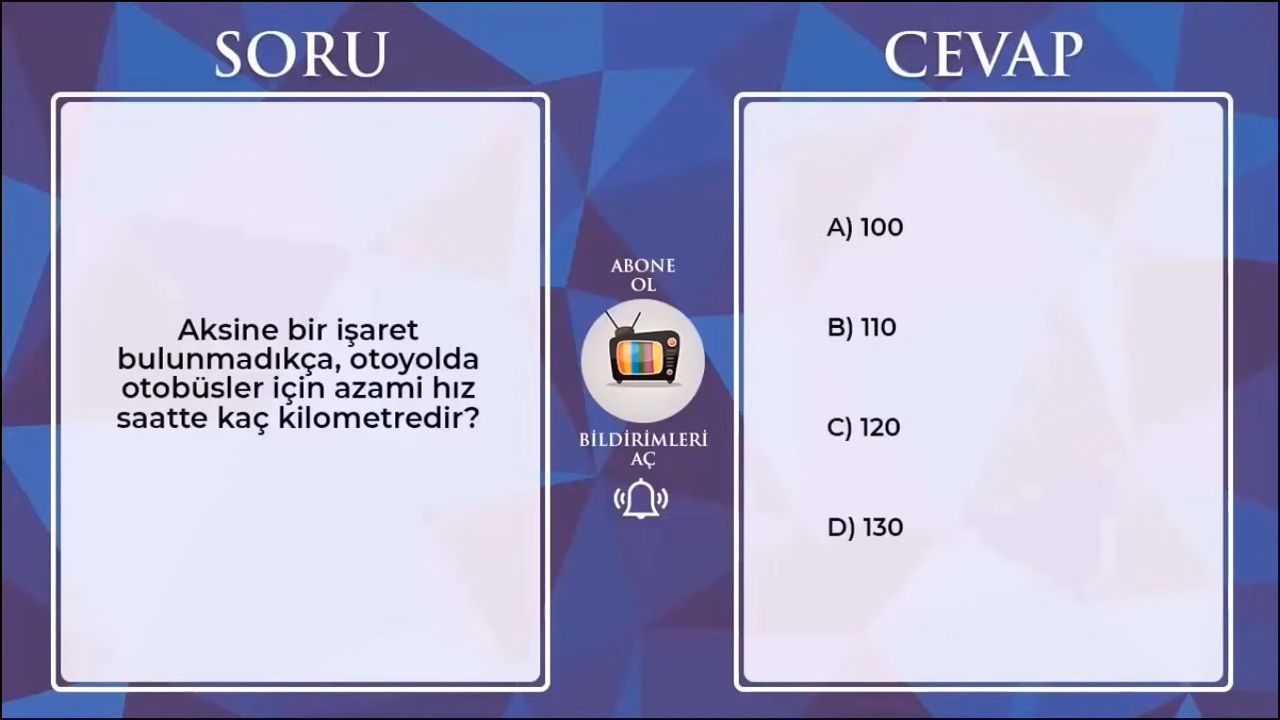 SORU
Aksine bir işaret
bulunmadıkça, otoyolda
otobüsler için azami hız
saatte kaç kilometredir?
ABONE
OL
BİLDİRİMLERİ
AÇ
CEVAP
A) 100
B) 110
C) 120
D) 130